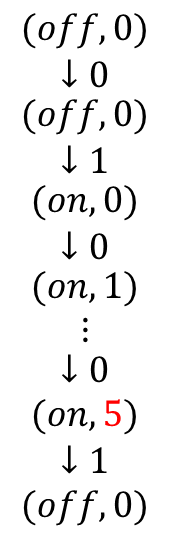 (off, 0)
↓ 0
(off, 0)
↓ 1
(on, 0)
↓ 0
(on, 1)
⋮
↓ 0
(on, 5)
↓ 1
(off, 0)